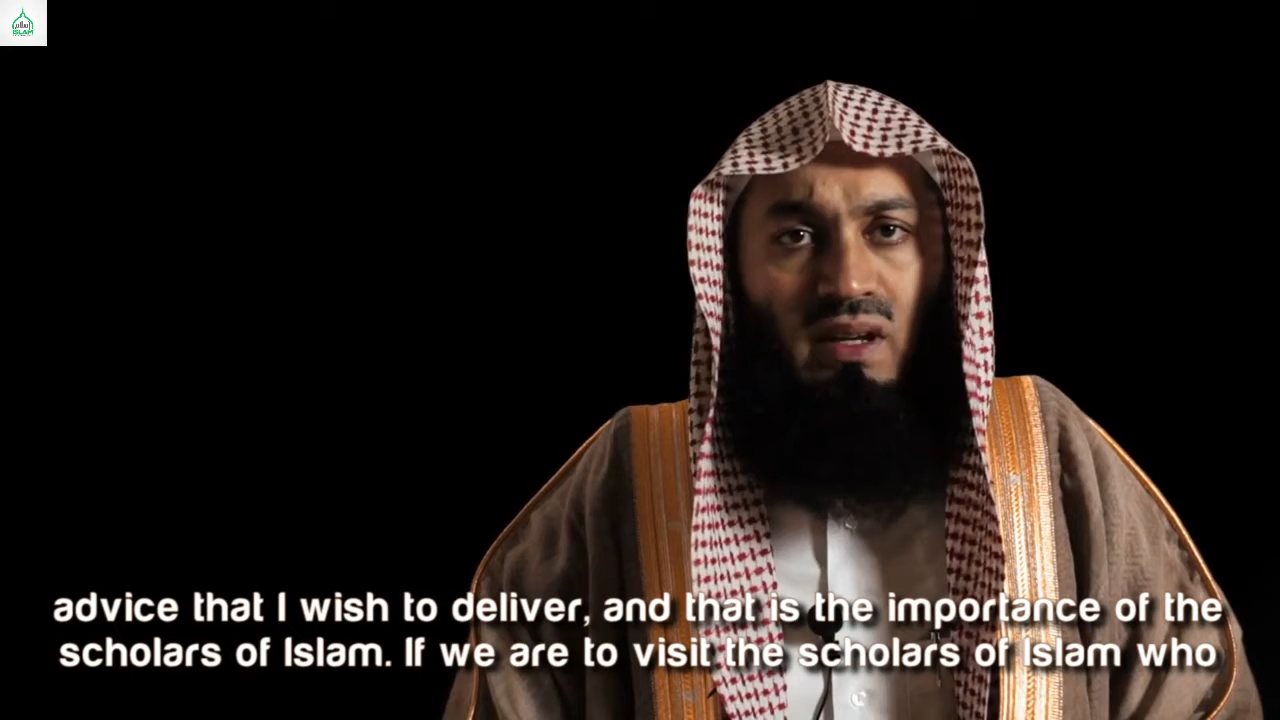 ISLAM
advice that I wish to deliver, and that is the importance of the
scholars of Islam. If we are to visit the scholars of Islam who